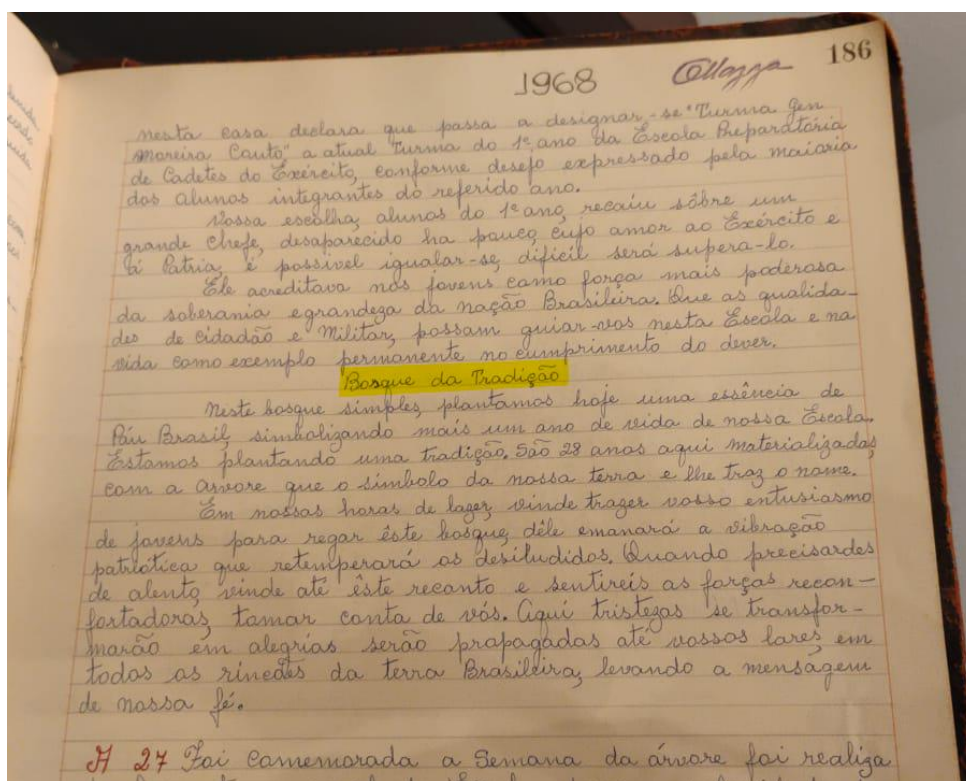 186
1968
nesta casa declara que passa a designar-se "Turma Gen
Moreira Couto" a atual Turma do 1º ano da Escola Preparatória
de Cadetes do Exército, conforme desejo expressado pela maioria
dos alunos integrantes do referido ano.
Vossa escolha, alunos do 1º ano, recaiu sôbre um
grande Chefe, desaparecido ha pouco, cujo amor ao Exército e
á Patria, é possivel igualar-se, dificil será supera-lo.
Ele acreditava nos jovens como força mais poderosa
da soberania e grandeza da nação Brasileira. Que as qualida-
des de cidadão e Militar, possam guiar-vos nesta Escola e na
vida como exemplo permanente no cumprimento do dever.
Bosque da Tradição
Neste bosque simples, plantamos hoje uma essência de
Páu Brasil, simbolizando mais um ano de vida de nossa Escola.
Estamos plantando uma tradição. São 28 anos aqui materializados,
com a arvore que o simbolo da nossa terra e lhe traz o nome.
Em nossas horas de lazer, vinde trazer vosso entusiasmo
de jovens para regar êste bosque, dêle emanará a vibração
patriótica que retemperará os desiludidos. Quando precisardes
de alento, vinde até êste recanto e sentireis as forças recon-
fortadoras, tomar conta de vós. Aqui tristezas se transfor-
marão em alegrias serão propagadas até vossos lares, em
todos os rincões da terra Brasileira, levando a mensagem
de nossa fé.
A 27 Foi comemorada a Semana da árvore foi realiza